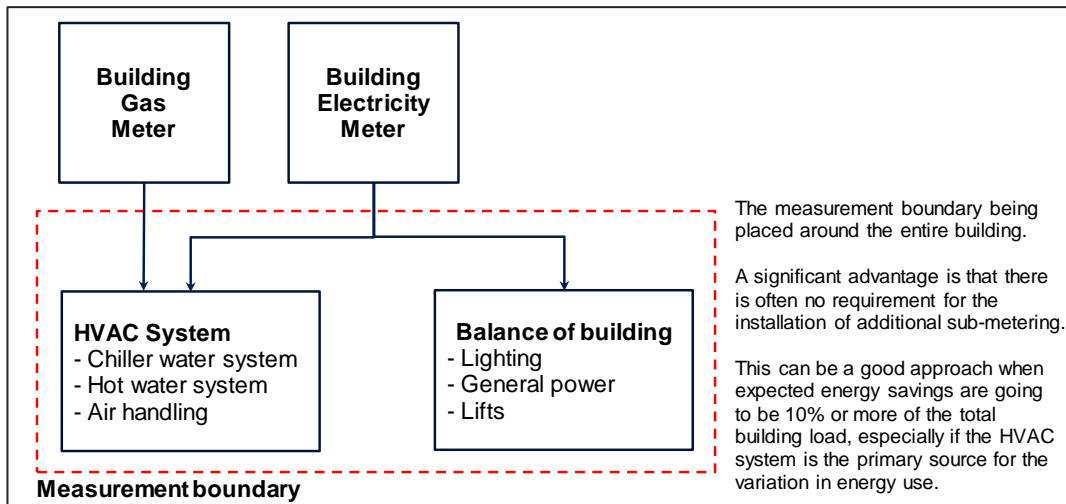 Building
Gas
Meter
Building
Electricity
Meter
HVAC System
- Chiller water system
- Hot water system
- Air handling
Balance of building
- Lighting
- General power
- Lifts
Measurement boundary
The measurement boundary being
placed around the entire building.
A significant advantage is that there
is often no requirement for the
installation of additional sub-metering.
This can be a good approach when
expected energy savings are going
to be 10% or more of the total
building load, especially if the HVAC
system is the primary source for the
variation in energy use.